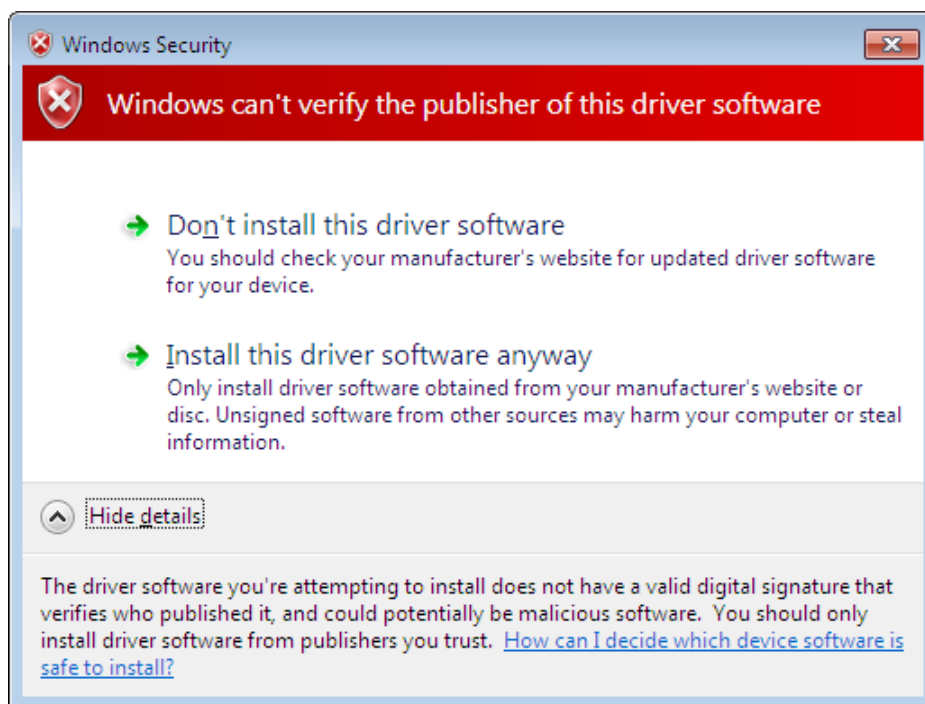 Windows Security
Windows can't verify the publisher of this driver software
Don't install this driver software
You should check your manufacturer's website for updated driver software
for your device.
Install this driver software anyway
Only install driver software obtained from your manufacturer's website or
disc. Unsigned software from other sources may harm your computer or steal
information.
Hide details
The driver software you're attempting to install does not have a valid digital signature that
verifies who published it, and could potentially be malicious software.  You should only
install driver software from publishers you trust.  How can I decide which device software is
safe to install?